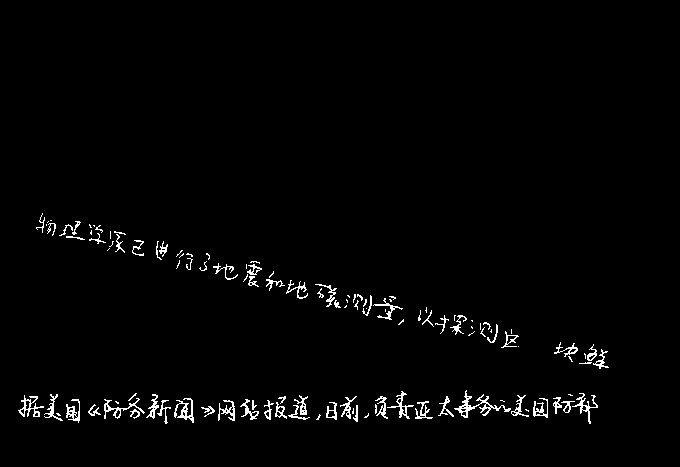 物理学家已进行了地震和地磁测量,以探测这块鲜
据美国《防务新闻》网站报道,日前,负责亚太事务的美国防部